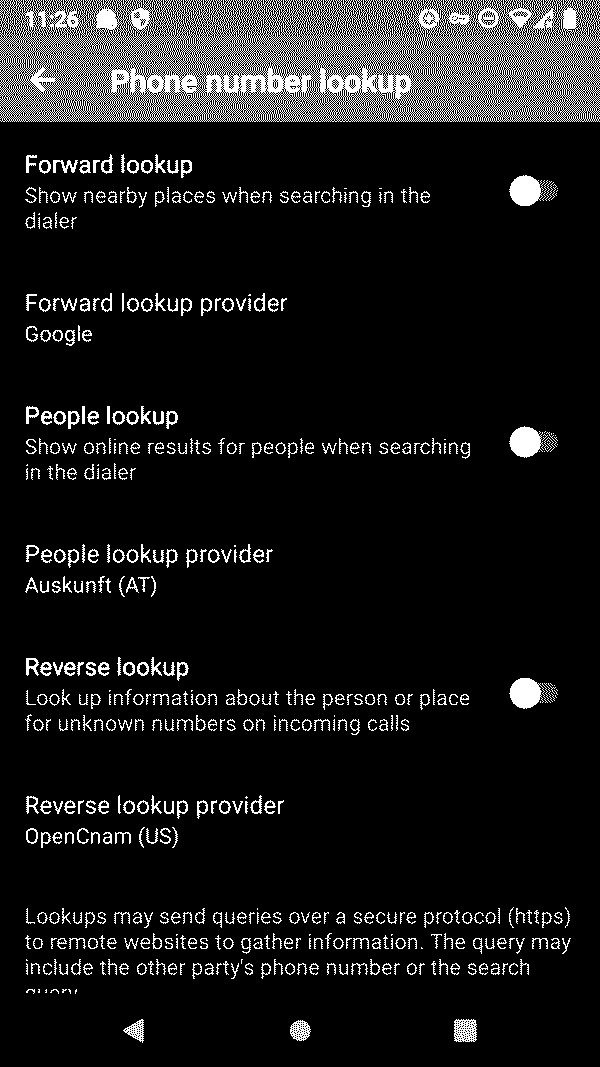 11:26
Phone number lookup
Forward lookup
Show nearby places when searching in the
dialer
Forward lookup provider
Google
People lookup
Show online results for people when searching
in the dialer
People lookup provider
Auskunft (AT)
Reverse lookup
Look up information about the person or place
for unknown numbers on incoming calls
Reverse lookup provider
OpenCnam (US)
Lookups may send queries over a secure protocol (https)
to remote websites to gather information. The query may
include the other party's phone number or the search
query